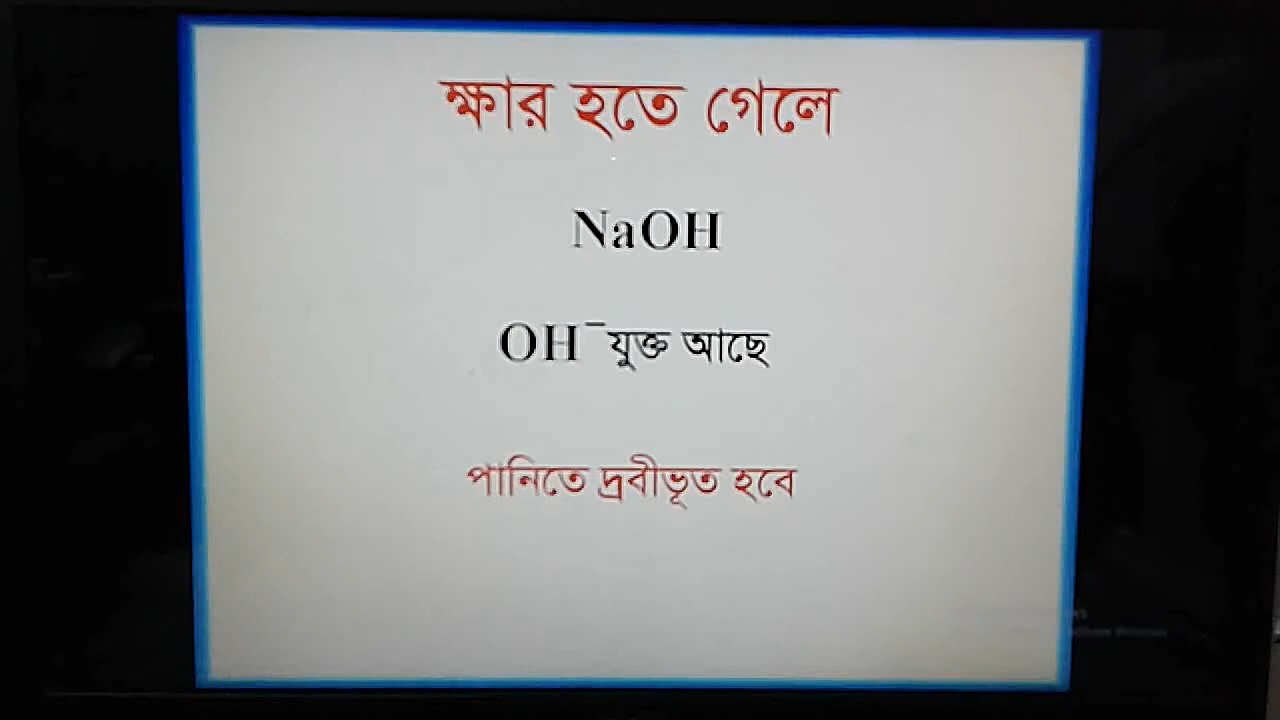 ক্ষার হতে গেলে
NaOH
OH⁻যুক্ত আছে
পানিতে দ্রবীভূত হবে